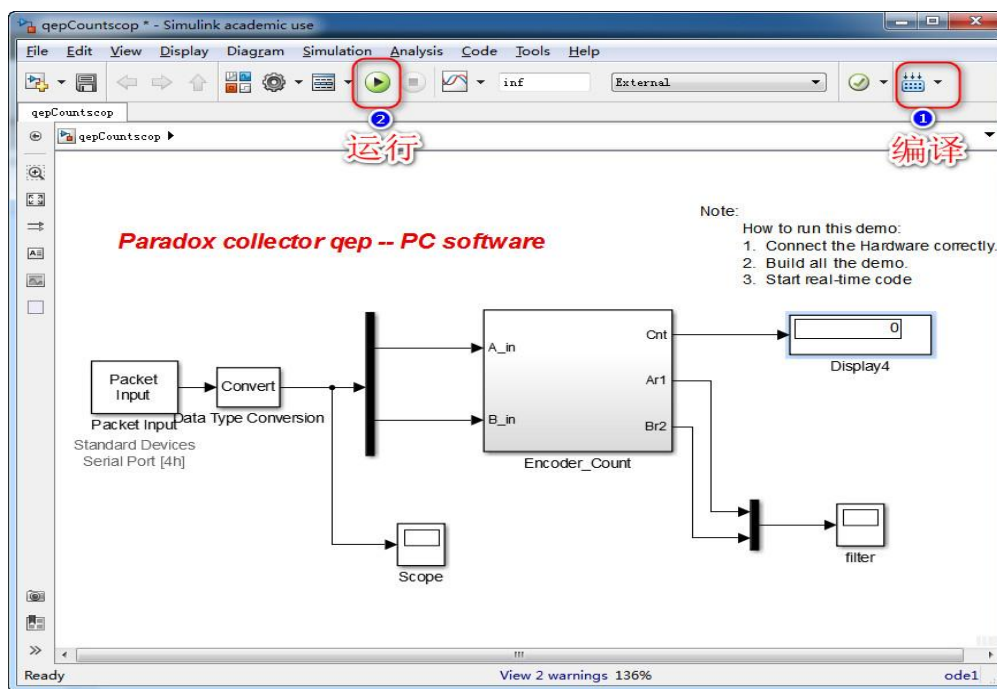 qepCountscop * - Simulink academic use
File Edit View Display Diagram Simulation Analysis Code Tools Help
inf External
qepCountscop
② ①
qepCountscop
运行 编译
Note:
How to run this demo:
1. Connect the Hardware correctly.
2. Build all the demo.
3. Start real-time code
Paradox collector qep -- PC software
Packet
Input
Packet Input
Standard Devices
Serial Port [4h]
Convert
Data Type Conversion
A_in
B_in
Cnt
Ar1
Br2
Encoder_Count
0
Display4
Scope
filter
Ready View 2 warnings 136% ode1